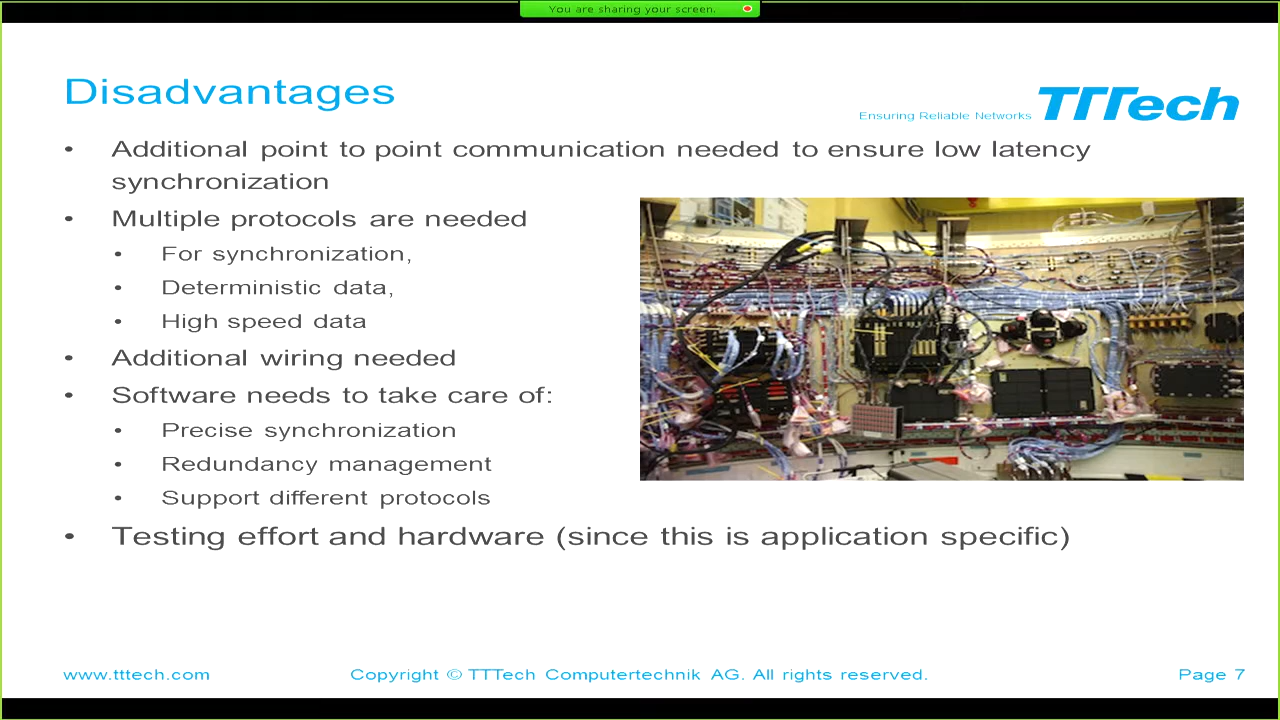 You are sharing your screen.
Disadvantages
Ensuring Reliable Networks TTTech
• Additional point to point communication needed to ensure low latency
synchronization
• Multiple protocols are needed
• For synchronization,
• Deterministic data,
• High speed data
• Additional wiring needed
• Software needs to take care of:
• Precise synchronization
• Redundancy management
• Support different protocols
• Testing effort and hardware (since this is application specific)
www.tttech.com Copyright © TTTech Computertechnik AG. All rights reserved. Page 7